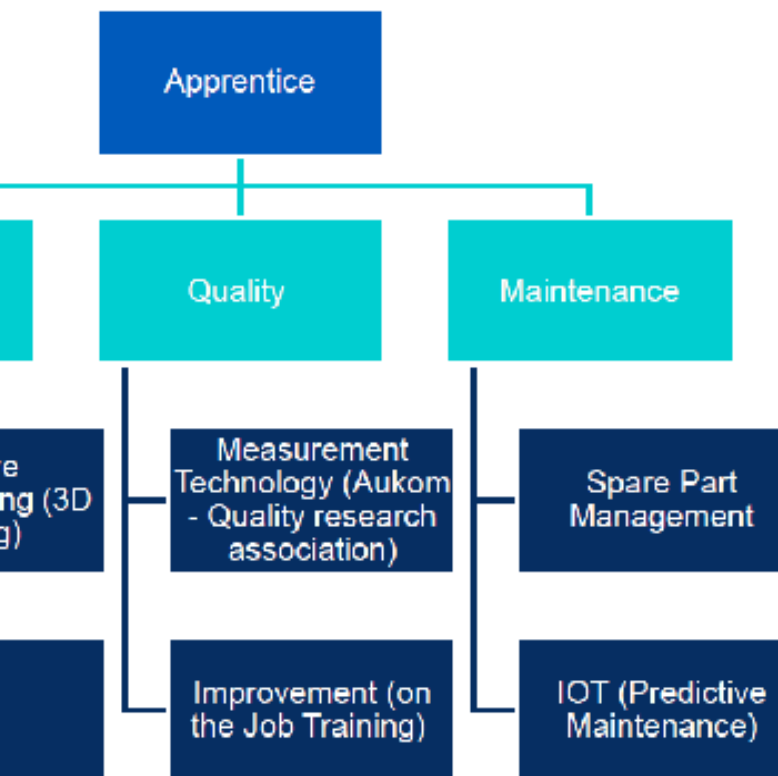 Apprentice
Quality
Maintenance
(3D
Measurement
Technology (Aukom
- Quality research
association)
Spare Part
Management
Improvement (on
the Job Training)
IOT (Predictive
Maintenance)